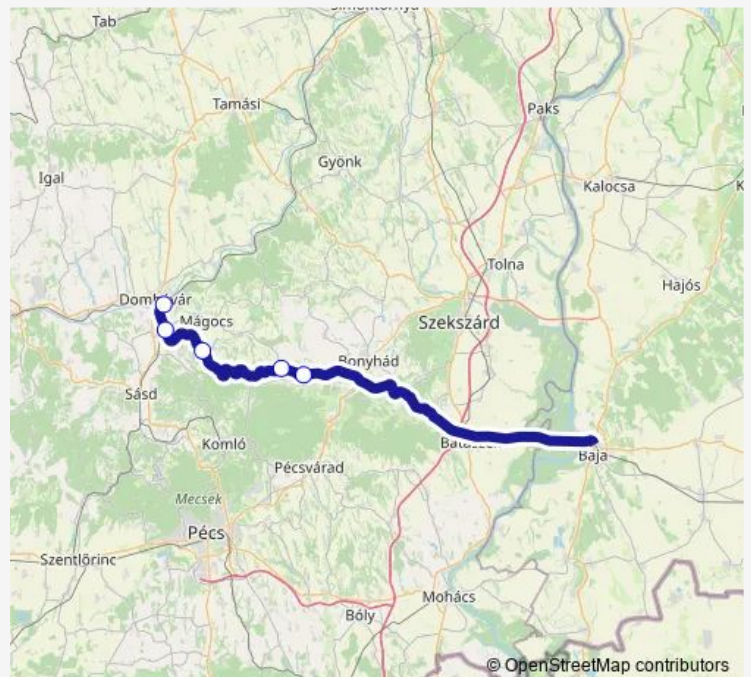 Tab
Tamási
Paks
Gyönk
Igal
Kalocsa
K
Tolna
Hajós
Mágocs
Szekszárd
Bonyhád
Sásd
Komló
Baja
Pécsvárad
Mecsek
Pécs
Szentlőrinc
Mohács
Bóly
© OpenStreetMap contributors